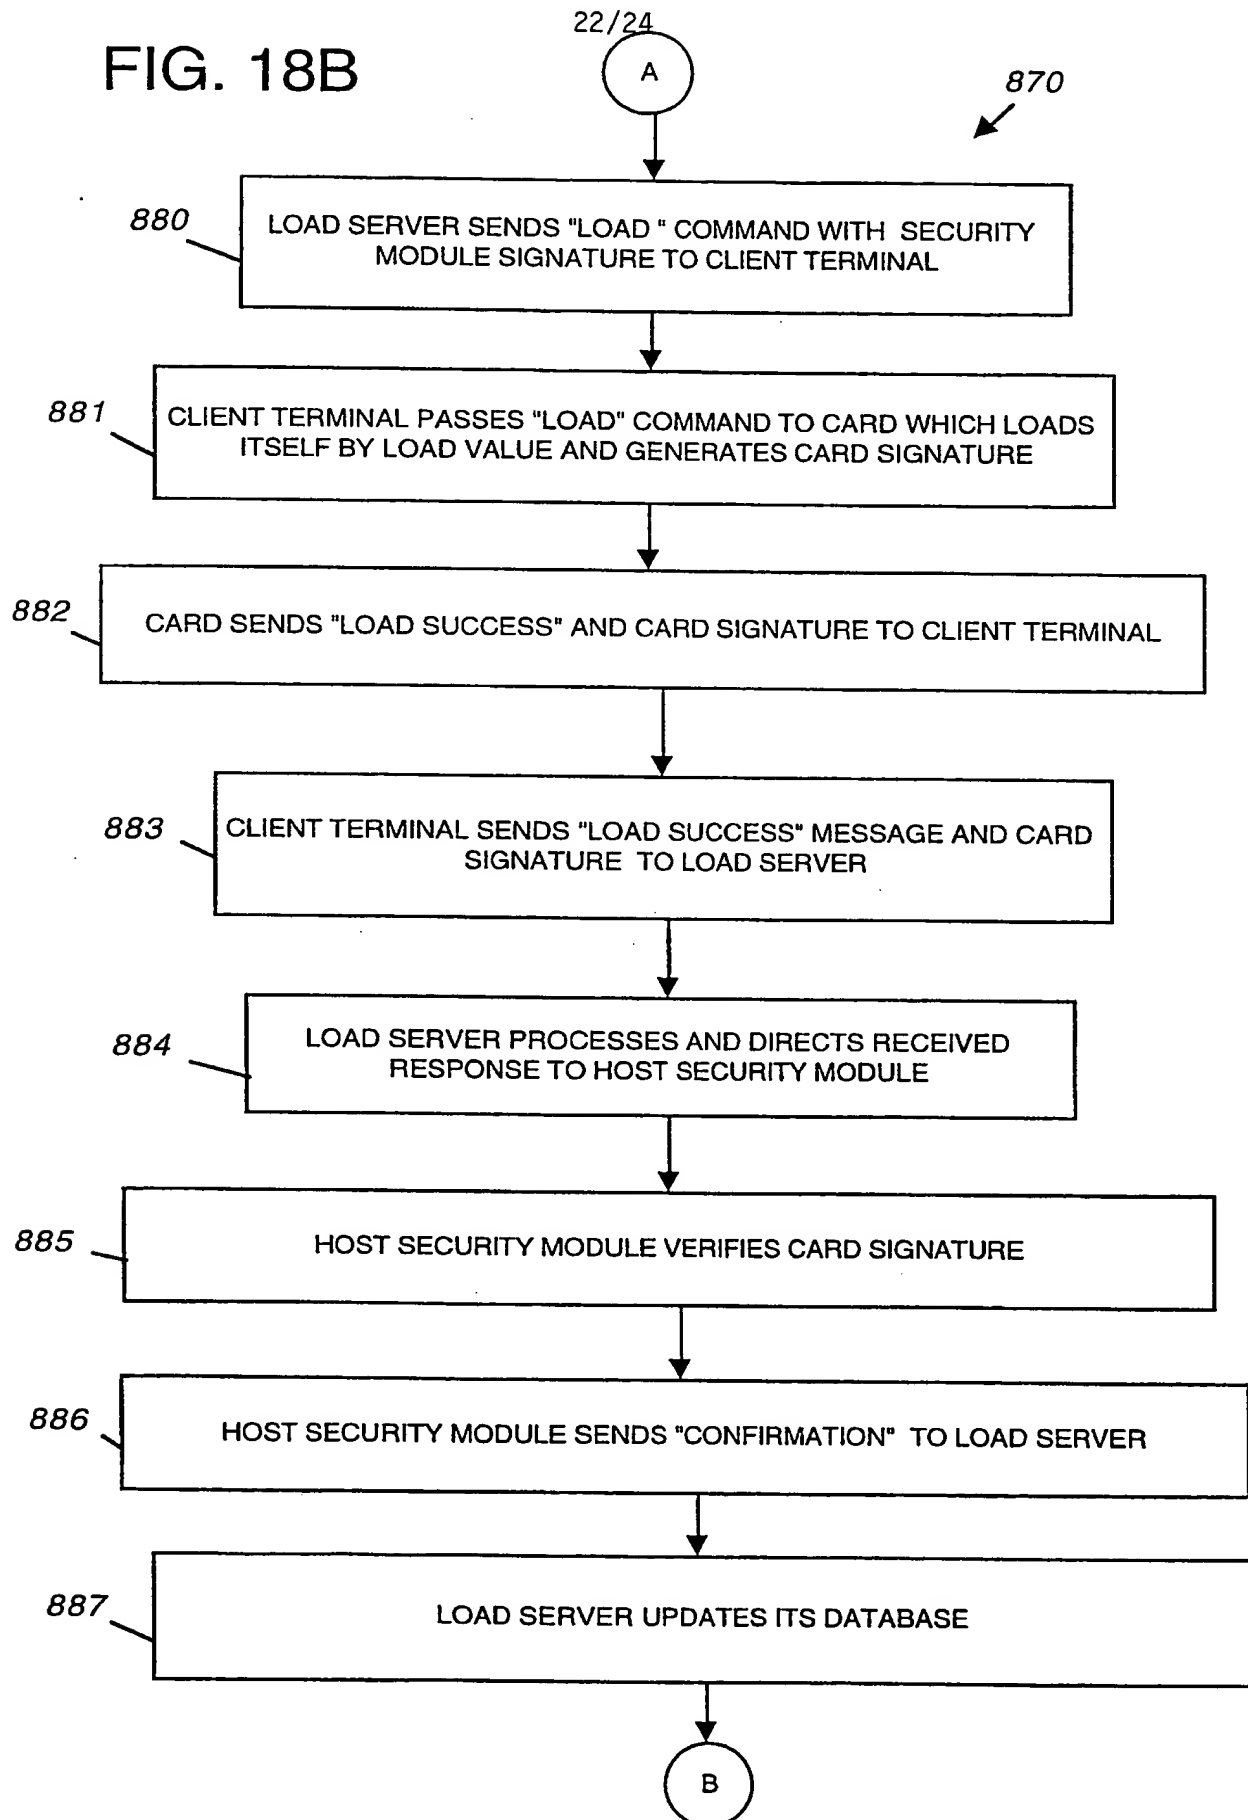 22/24
FIG. 18B
A
870
880
LOAD SERVER SENDS "LOAD " COMMAND WITH SECURITY
MODULE SIGNATURE TO CLIENT TERMINAL
881
CLIENT TERMINAL PASSES "LOAD" COMMAND TO CARD WHICH LOADS
ITSELF BY LOAD VALUE AND GENERATES CARD SIGNATURE
882
CARD SENDS "LOAD SUCCESS" AND CARD SIGNATURE TO CLIENT TERMINAL
883
CLIENT TERMINAL SENDS "LOAD SUCCESS" MESSAGE AND CARD
SIGNATURE TO LOAD SERVER
884
LOAD SERVER PROCESSES AND DIRECTS RECEIVED
RESPONSE TO HOST SECURITY MODULE
885
HOST SECURITY MODULE VERIFIES CARD SIGNATURE
886
HOST SECURITY MODULE SENDS "CONFIRMATION" TO LOAD SERVER
887
LOAD SERVER UPDATES ITS DATABASE
B